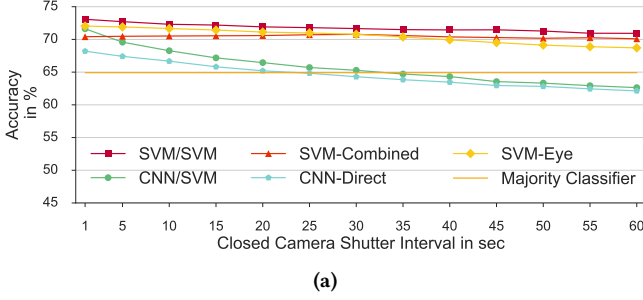 75
70
65
60
55
50
45
Accuracy
in %
SVM/SVM
SVM-Combined
SVM-Eye
CNN/SVM
CNN-Direct
Majority Classifier
1 5 10 15 20 25 30 35 40 45 50 55 60
Closed Camera Shutter Interval in sec
(a)